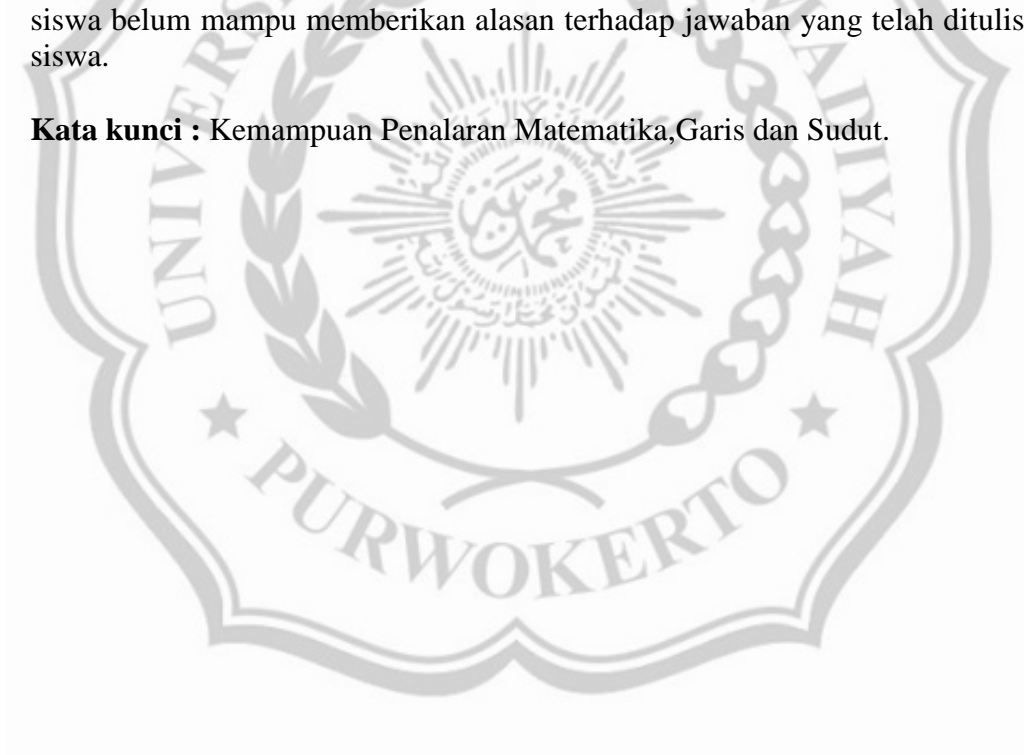 siswa belum mampu memberikan alasan terhadap jawaban yang telah ditulis
siswa.
Kata kunci : Kemampuan Penalaran Matematika,Garis dan Sudut.
PURWOKERTO